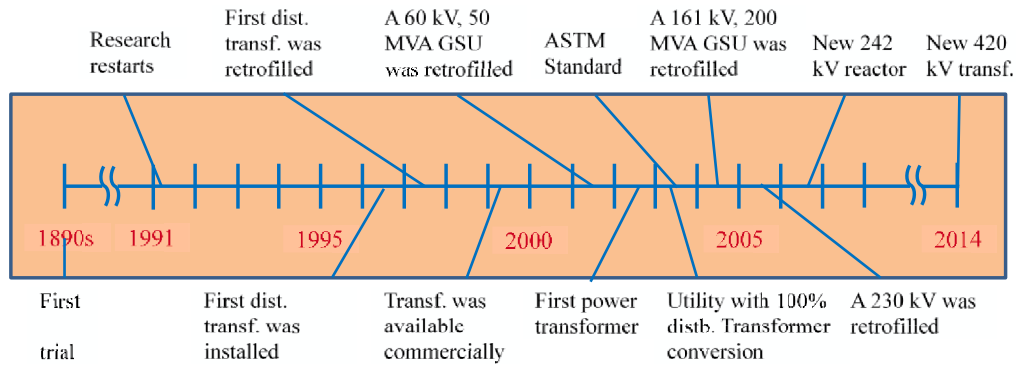 Research
restarts
First dist.
transf. was
retrofilled
A 60 kV, 50
MVA GSU
was retrofilled
ASTM
Standard
A 161 kV, 200
MVA GSU was
retrofilled
New 242
kV reactor
New 420
kV transf.
1890s
1991
1995
2000
2005
2014
First
trial
First dist.
transf. was
installed
Transf. was
available
commercially
First power
transformer
Utility with 100%
distb. Transformer
conversion
A 230 kV was
retrofilled